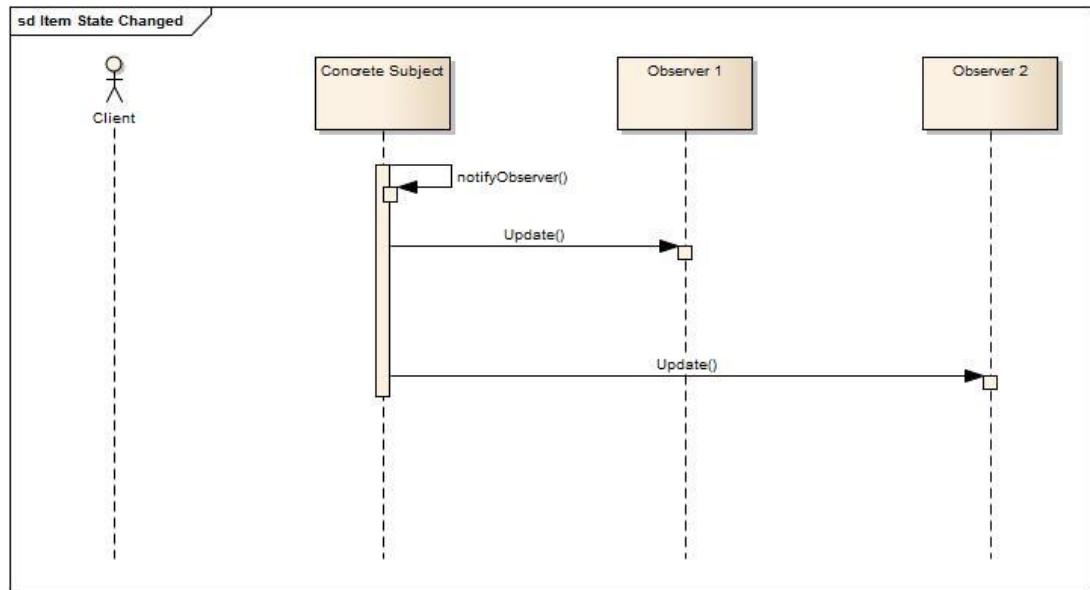 sd Item State Changed
Client
Concrete Subject
Observer 1
Observer 2
notifyObserver()
Update()
Update()